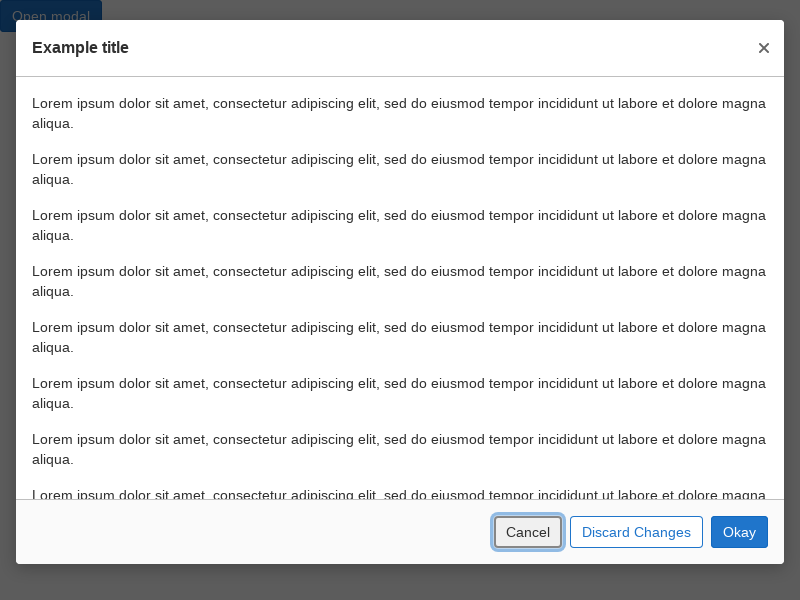 Open modal
Example title
Lorem ipsum dolor sit amet, consectetur adipiscing elit, sed do eiusmod tempor incididunt ut labore et dolore magna
aliqua.
Lorem ipsum dolor sit amet, consectetur adipiscing elit, sed do eiusmod tempor incididunt ut labore et dolore magna
aliqua.
Lorem ipsum dolor sit amet, consectetur adipiscing elit, sed do eiusmod tempor incididunt ut labore et dolore magna
aliqua.
Lorem ipsum dolor sit amet, consectetur adipiscing elit, sed do eiusmod tempor incididunt ut labore et dolore magna
aliqua.
Lorem ipsum dolor sit amet, consectetur adipiscing elit, sed do eiusmod tempor incididunt ut labore et dolore magna
aliqua.
Lorem ipsum dolor sit amet, consectetur adipiscing elit, sed do eiusmod tempor incididunt ut labore et dolore magna
aliqua.
Lorem ipsum dolor sit amet, consectetur adipiscing elit, sed do eiusmod tempor incididunt ut labore et dolore magna
aliqua.
Lorem ipsum dolor sit amet, consectetur adipiscing elit, sed do eiusmod tempor incididunt ut labore et dolore magna
Cancel Discard Changes Okay